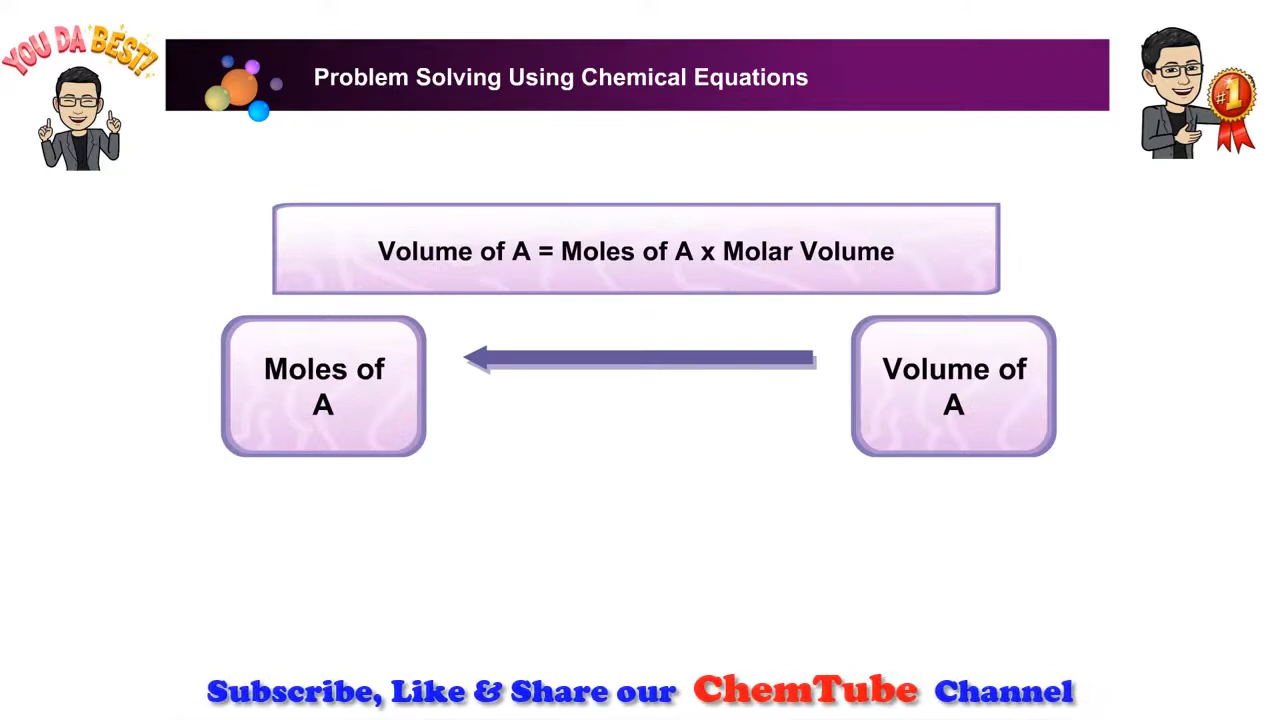 YOU DA BEST!
Problem Solving Using Chemical Equations
#1
Volume of A = Moles of A x Molar Volume
Moles of
A
Volume of
A
Subscribe, Like & Share our ChemTube Channel